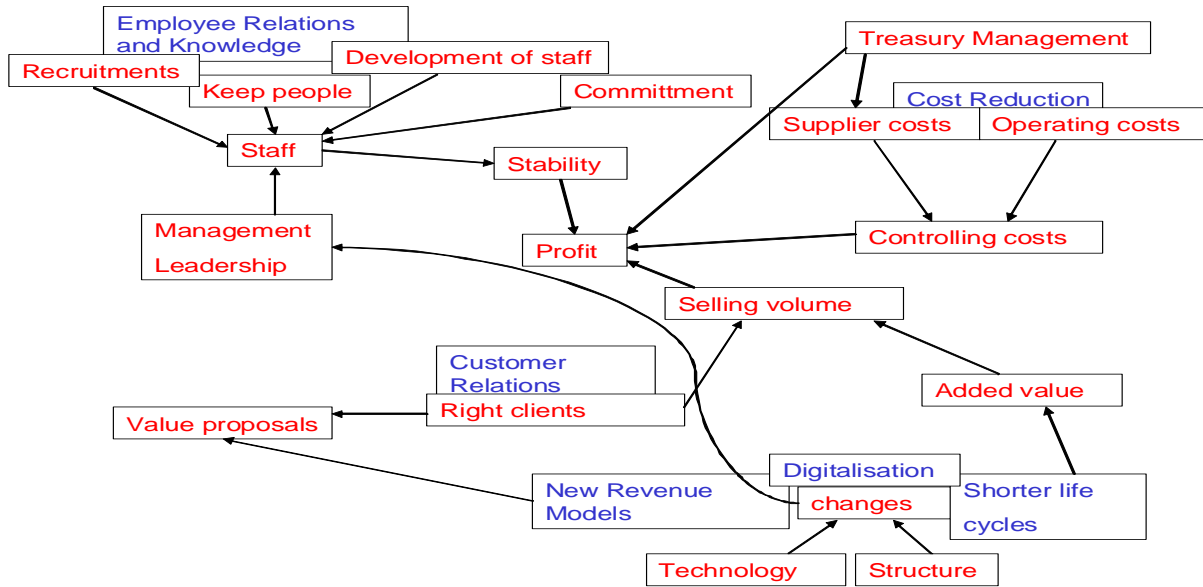 Employee Relations
and Knowledge
Development of staff
Treasury Management
Recruitments
Keep people
Committment
Cost Reduction
Supplier costs
Operating costs
Staff
Stability
Management
Leadership
Profit
Controlling costs
Selling volume
Customer
Relations
Added value
Right clients
Value proposals
Digitalisation
New Revenue
Models
changes
Shorter life
cycles
Technology
Structure